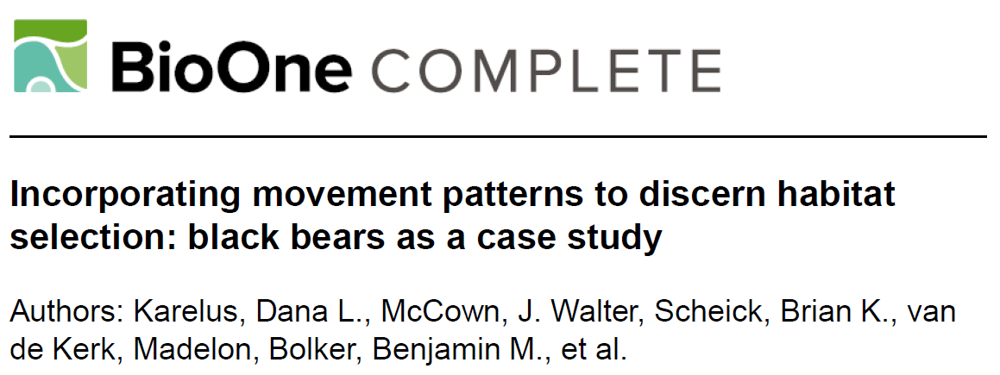 BioOne COMPLETE
Incorporating movement patterns to discern habitat
selection: black bears as a case study
Authors: Karelus, Dana L., McCown, J. Walter, Scheick, Brian K., van
de Kerk, Madelon, Bolker, Benjamin M., et al.